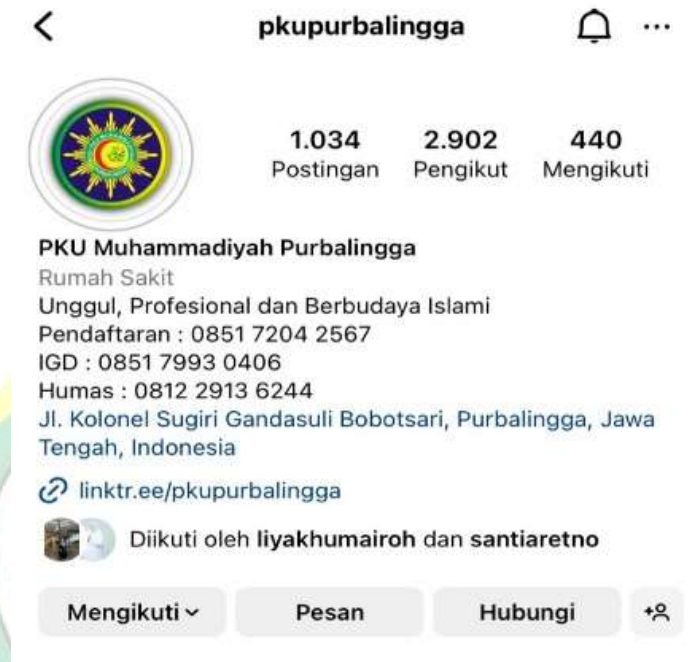 pkupurbalingga
1.034 2.902 440
Postingan Pengikut Mengikuti
PKU Muhammadiyah Purbalingga
Rumah Sakit
Unggul, Profesional dan Berbudaya Islami
Pendaftaran : 0851 7204 2567
IGD : 0851 7993 0406
Humas : 0812 2913 6244
Jl. Kolonel Sugiri Gandasuli Bobotsari, Purbalingga, Jawa
Tengah, Indonesia
linktr.ee/pkupurbalingga
Diikuti oleh liyakhumairoh dan santiaretno
Mengikuti Pesan Hubungi